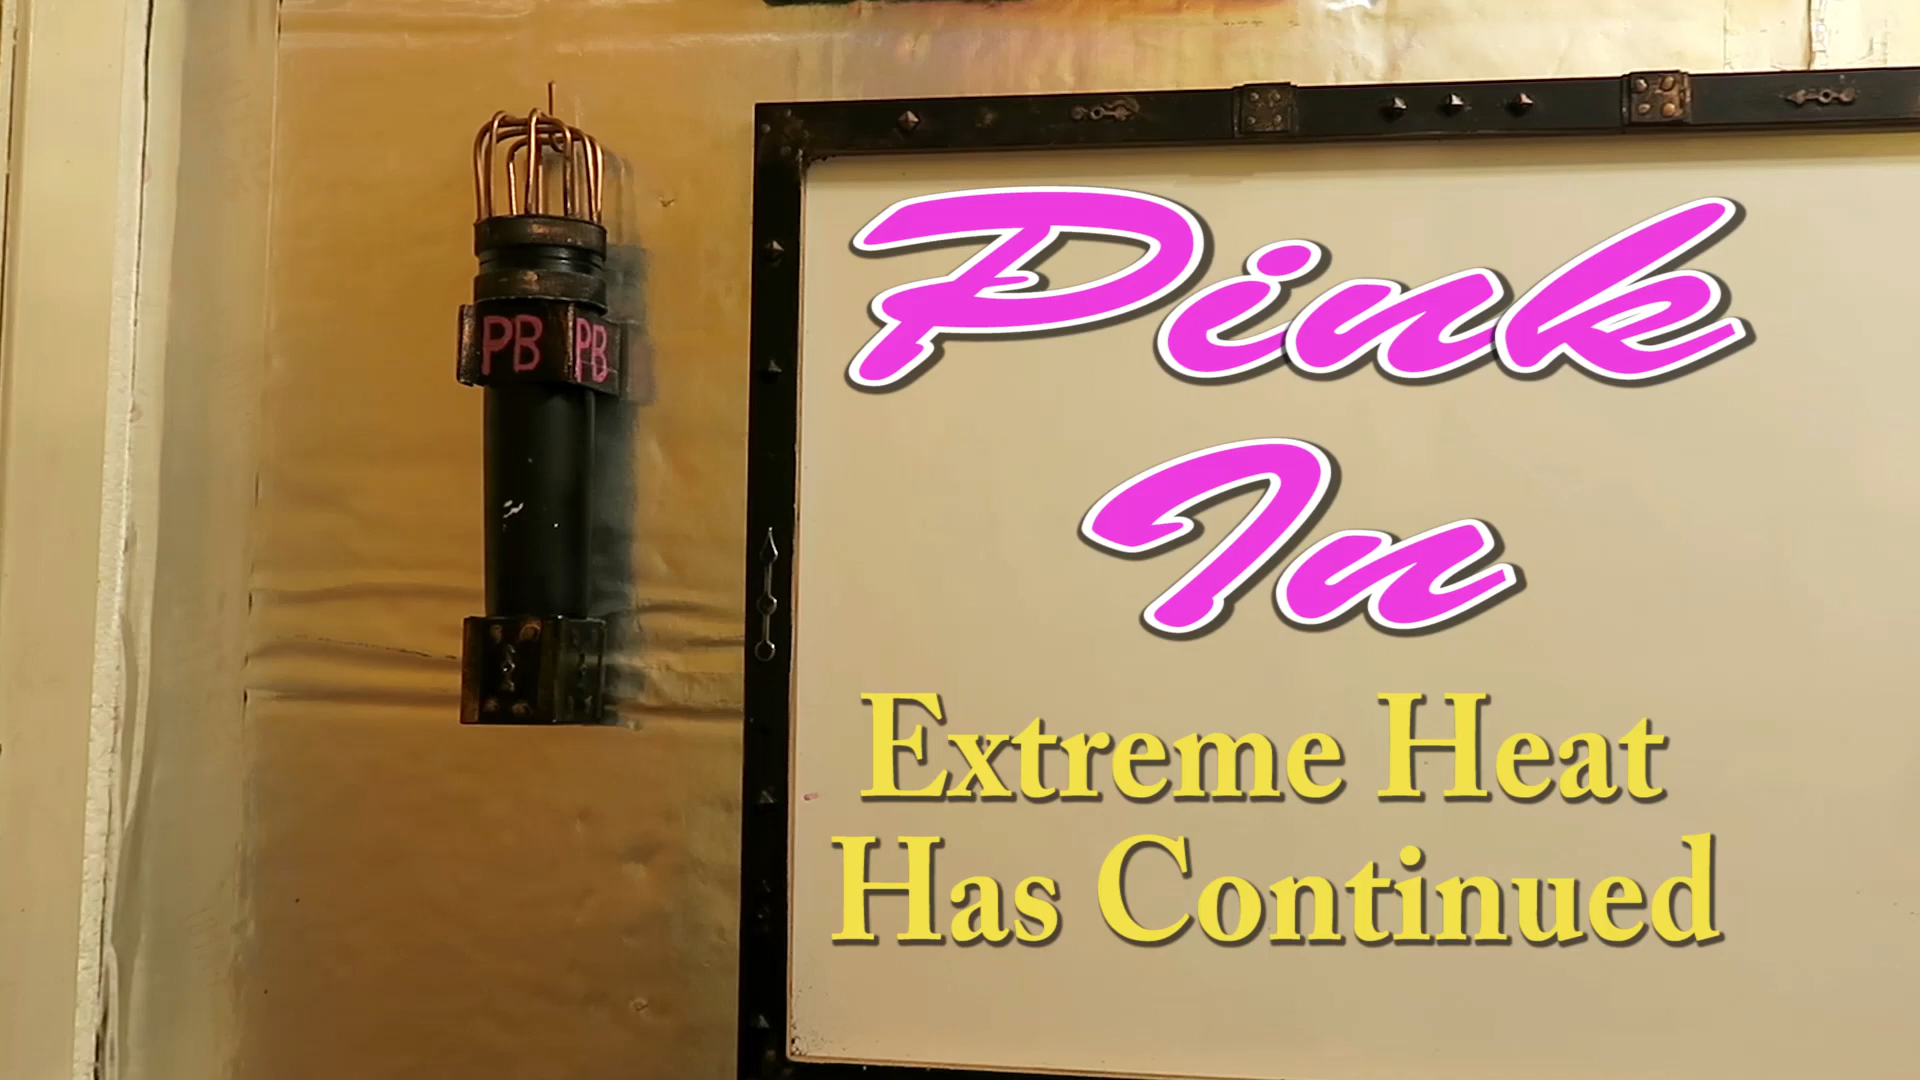 PB PB
Pink
In
Extreme Heat
Has Continued